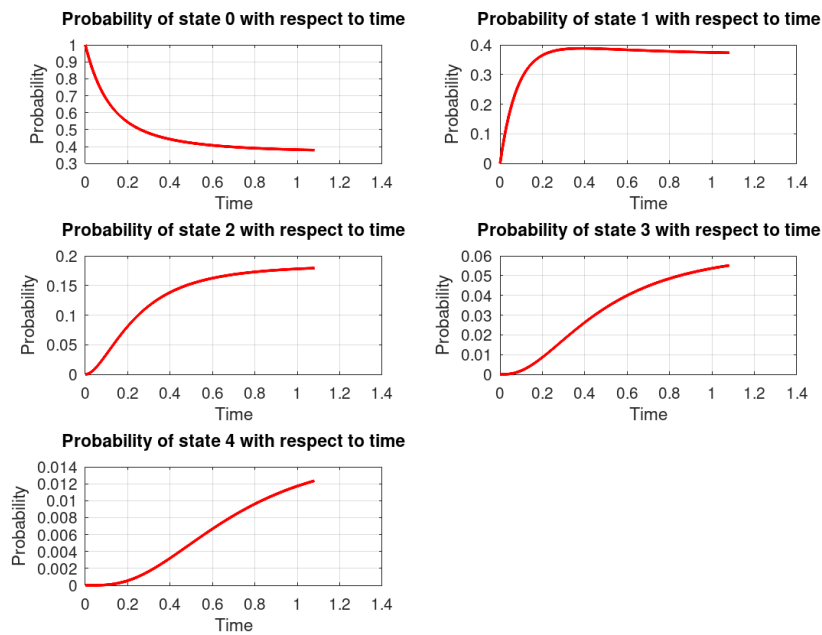 Probability of state 0 with respect to time
1
0.9
0.8
0.7
0.6
0.5
0.4
0.3
Probability
0 0.2 0.4 0.6 0.8 1 1.2 1.4
Time
Probability of state 1 with respect to time
0.4
0.3
0.2
0.1
0
Probability
0 0.2 0.4 0.6 0.8 1 1.2 1.4
Time
Probability of state 2 with respect to time
0.2
0.15
0.1
0.05
0
Probability
0 0.2 0.4 0.6 0.8 1 1.2 1.4
Time
Probability of state 3 with respect to time
0.06
0.05
0.04
0.03
0.02
0.01
0
Probability
0 0.2 0.4 0.6 0.8 1 1.2 1.4
Time
Probability of state 4 with respect to time
0.014
0.012
0.01
0.008
0.006
0.004
0.002
0
Probability
0 0.2 0.4 0.6 0.8 1 1.2 1.4
Time